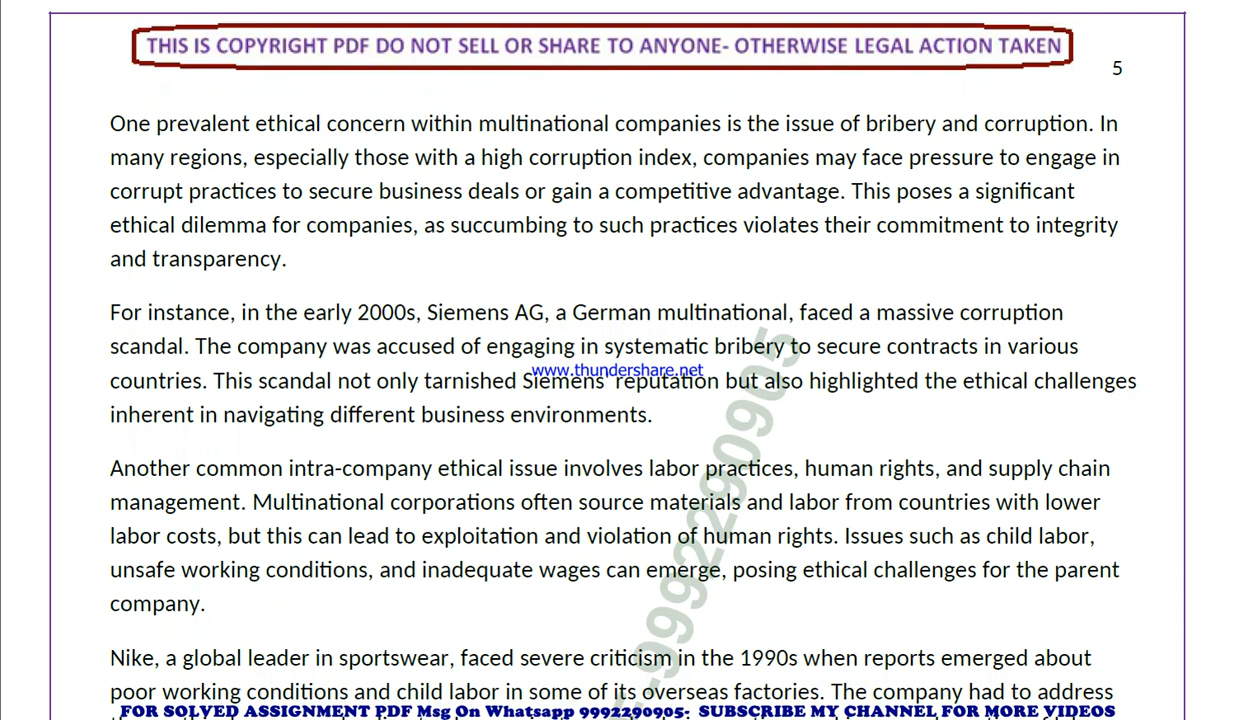 THIS IS COPYRIGHT PDF DO NOT SELL OR SHARE TO ANYONE- OTHERWISE LEGAL ACTION TAKEN
5
One prevalent ethical concern within multinational companies is the issue of bribery and corruption. In
many regions, especially those with a high corruption index, companies may face pressure to engage in
corrupt practices to secure business deals or gain a competitive advantage. This poses a significant
ethical dilemma for companies, as succumbing to such practices violates their commitment to integrity
and transparency.
For instance, in the early 2000s, Siemens AG, a German multinational, faced a massive corruption
scandal. The company was accused of engaging in systematic bribery to secure contracts in various
www.thundershare.net
countries. This scandal not only tarnished Siemens' reputation but also highlighted the ethical challenges
inherent in navigating different business environments.
Another common intra-company ethical issue involves labor practices, human rights, and supply chain
management. Multinational corporations often source materials and labor from countries with lower
labor costs, but this can lead to exploitation and violation of human rights. Issues such as child labor,
unsafe working conditions, and inadequate wages can emerge, posing ethical challenges for the parent
company.
Nike, a global leader in sportswear, faced severe criticism in the 1990s when reports emerged about
poor working conditions and child labor in some of its overseas factories. The company had to address
-9992290905
FOR SOLVED ASSIGNMENT PDF Msg On Whatsapp 9992290905- SUBSCRIBE MY CHANNEL FOR MORE VIDEOS